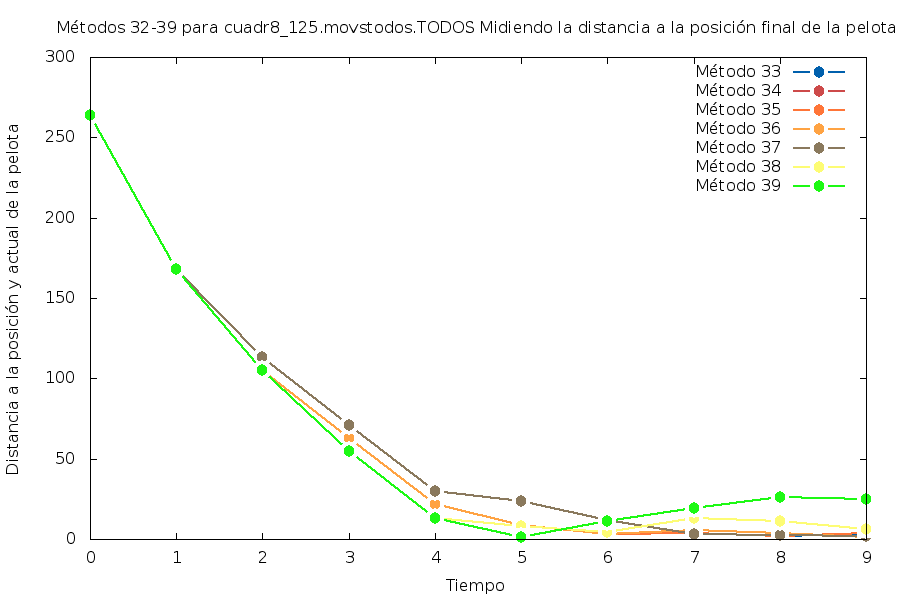 Métodos 32-39 para cuadr8_125.movstodos.TODOS Midiendo la distancia a la posición final de la pelota
300
250
200
150
100
50
0
Distancia a la posición y actual de la pelota
Método 33
Método 34
Método 35
Método 36
Método 37
Método 38
Método 39
0 1 2 3 4 5 6 7 8 9
Tiempo